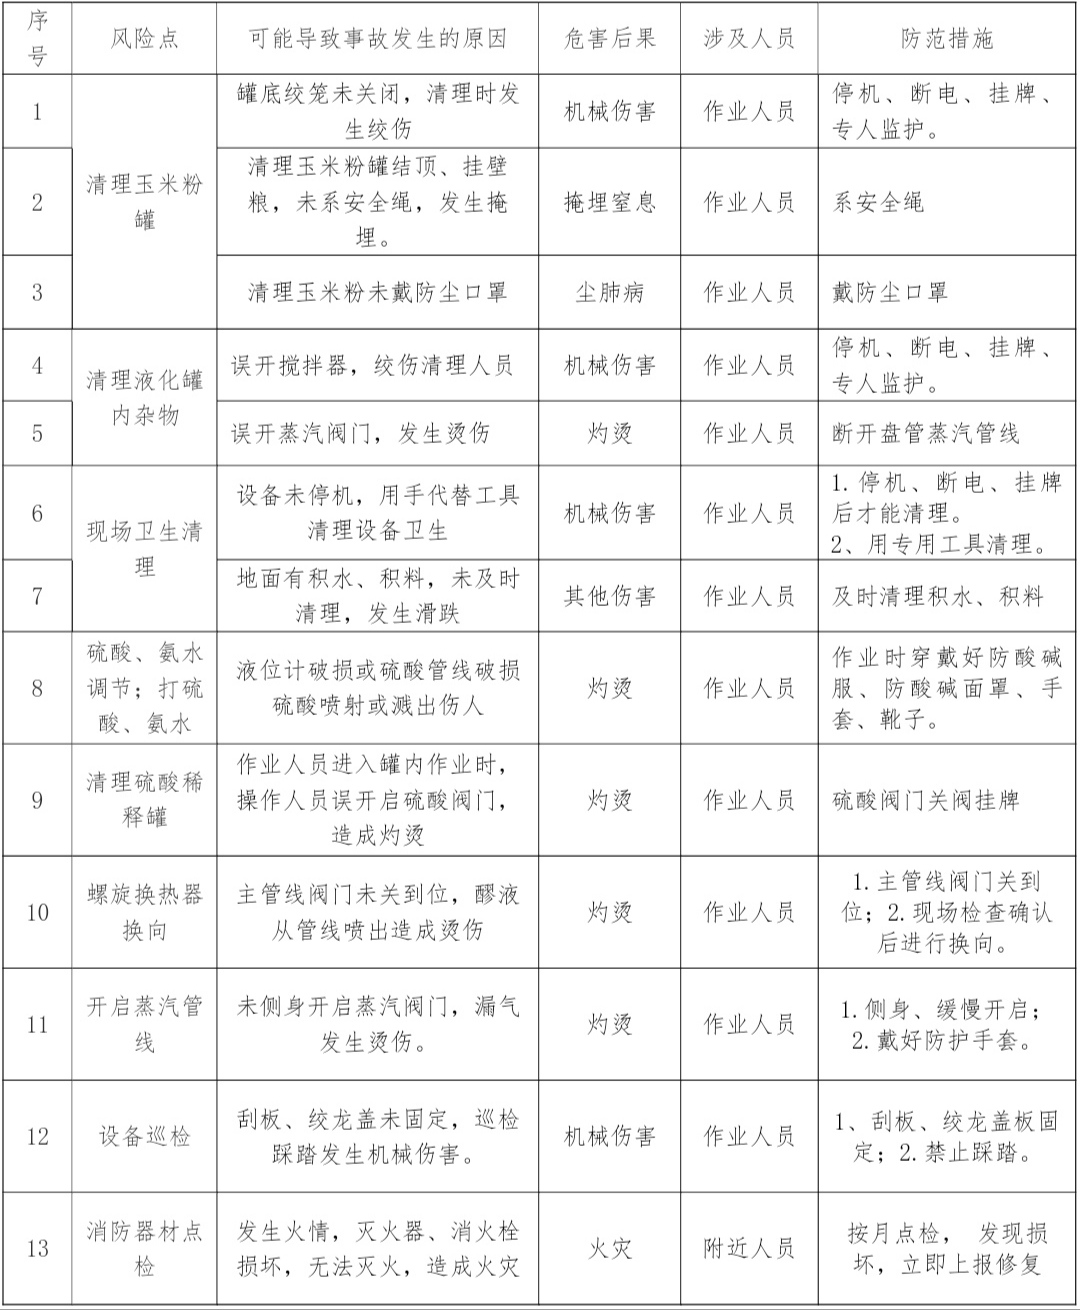 序号
风险点
可能导致事故发生的原因
危害后果
涉及人员
防范措施
1
清理玉米粉
罐
罐底绞笼未关闭，清理时发
生绞伤
机械伤害
作业人员
停机、断电、挂牌、
专人监护。
2
清理玉米粉罐结顶、挂壁
粮，未系安全绳，发生掩
埋。
掩埋窒息
作业人员
系安全绳
3
清理玉米粉未戴防尘口罩
尘肺病
作业人员
戴防尘口罩
4
清理液化罐
内杂物
误开搅拌器，绞伤清理人员
机械伤害
作业人员
停机、断电、挂牌、
专人监护。
5
误开蒸汽阀门，发生烫伤
灼烫
作业人员
断开盘管蒸汽管线
6
现场卫生清
理
设备未停机，用手代替工具
清理设备卫生
机械伤害
作业人员
1.停机、断电、挂牌
后才能清理。
2、用专用工具清理。
7
地面有积水、积料，未及时
清理，发生滑跌
其他伤害
作业人员
及时清理积水、积料
8
硫酸、氨水
调节；打硫
酸、氨水
液位计破损或硫酸管线破损
硫酸喷射或溅出伤人
灼烫
作业人员
作业时穿戴好防酸碱
服、防酸碱面罩、手
套、靴子。
9
清理硫酸稀
释罐
作业人员进入罐内作业时，
操作人员误开启硫酸阀门，
造成灼烫
灼烫
作业人员
硫酸阀门关阀挂牌
10
螺旋换热器
换向
主管线阀门未关到位，醪液
从管线喷出造成烫伤
灼烫
作业人员
1.主管线阀门关到
位；2.现场检查确认
后进行换向。
11
开启蒸汽管
线
未侧身开启蒸汽阀门，漏气
发生烫伤。
灼烫
作业人员
1.侧身、缓慢开启；
2.戴好防护手套。
12
设备巡检
刮板、绞龙盖未固定，巡检
踩踏发生机械伤害。
机械伤害
作业人员
1、刮板、绞龙盖板固
定；2.禁止踩踏。
13
消防器材点
检
发生火情，灭火器、消火栓
损坏，无法灭火，造成火灾
火灾
附近人员
按月点检， 发现损
坏，立即上报修复